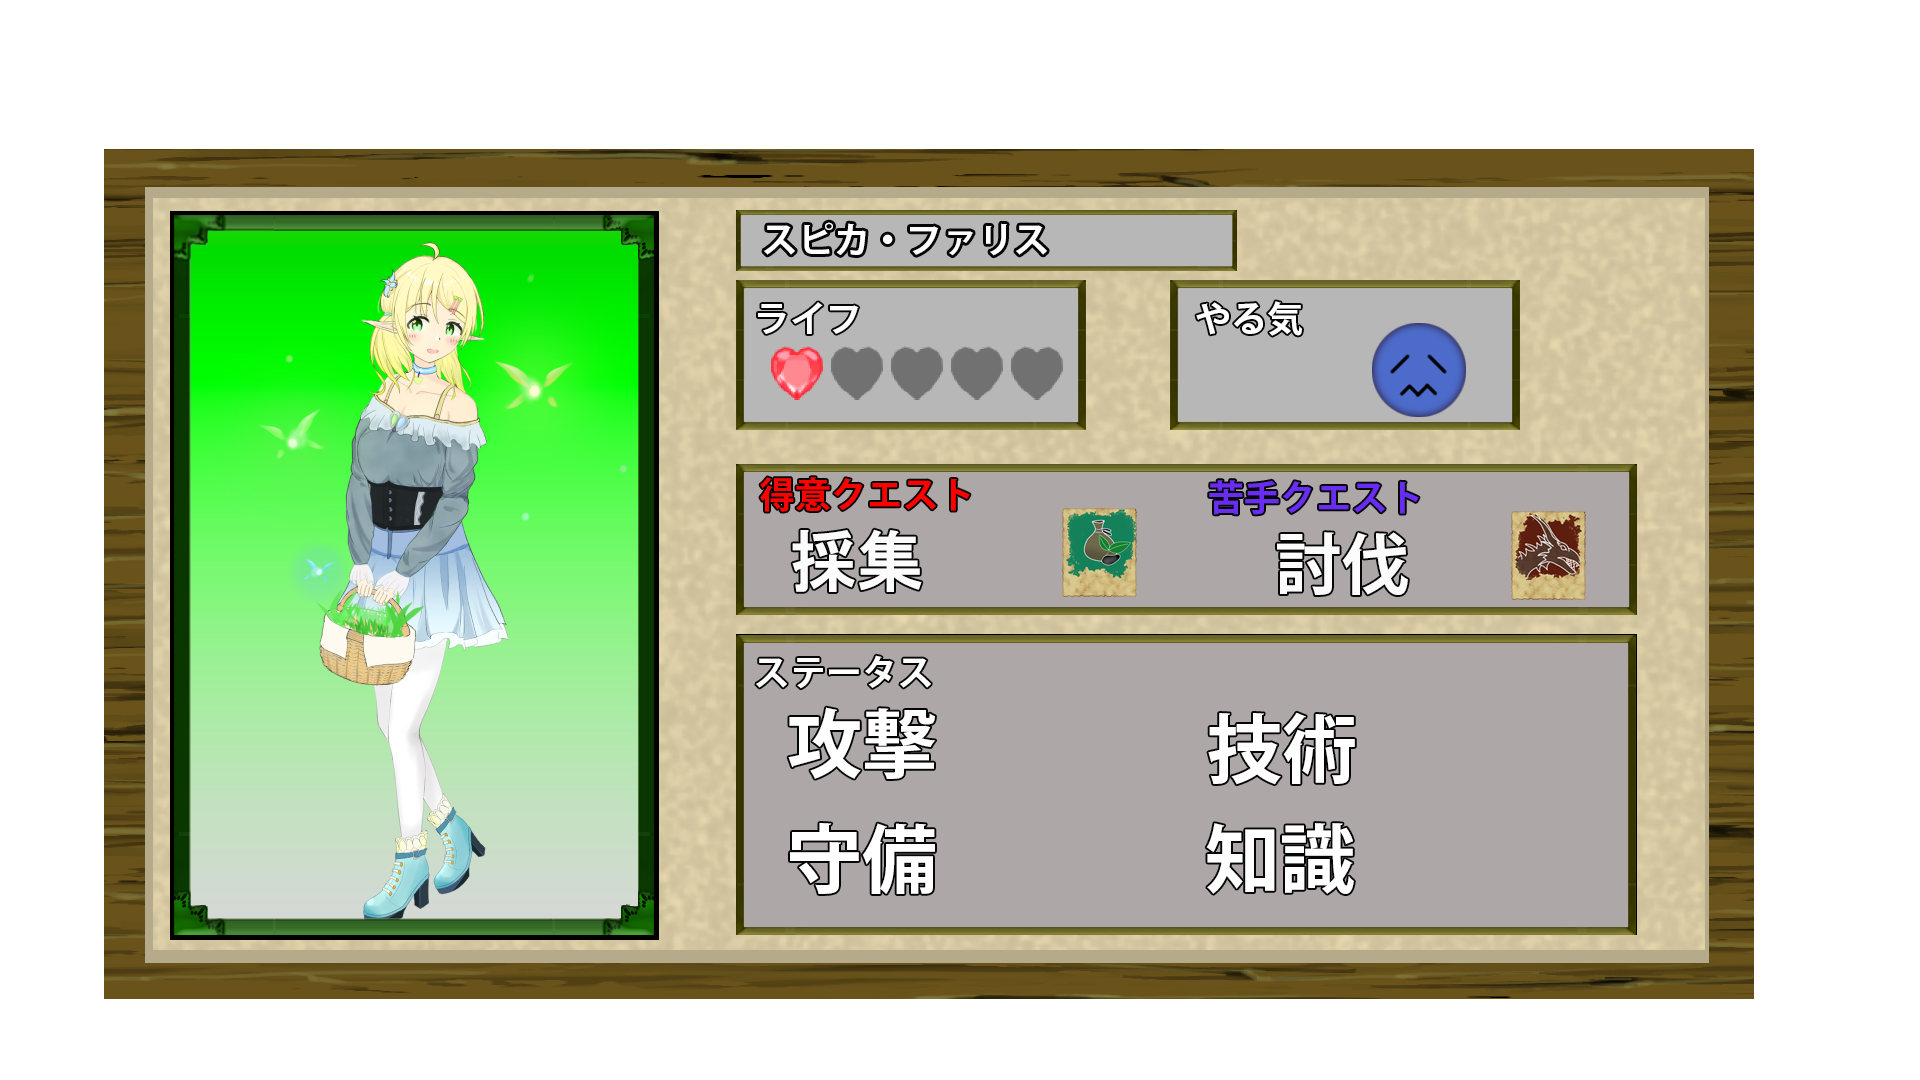 スピカ・ファリス
ライフ
やる気
得意クエスト
苦手クエスト
採集
討伐
ステータス
攻撃
技術
守備
知識